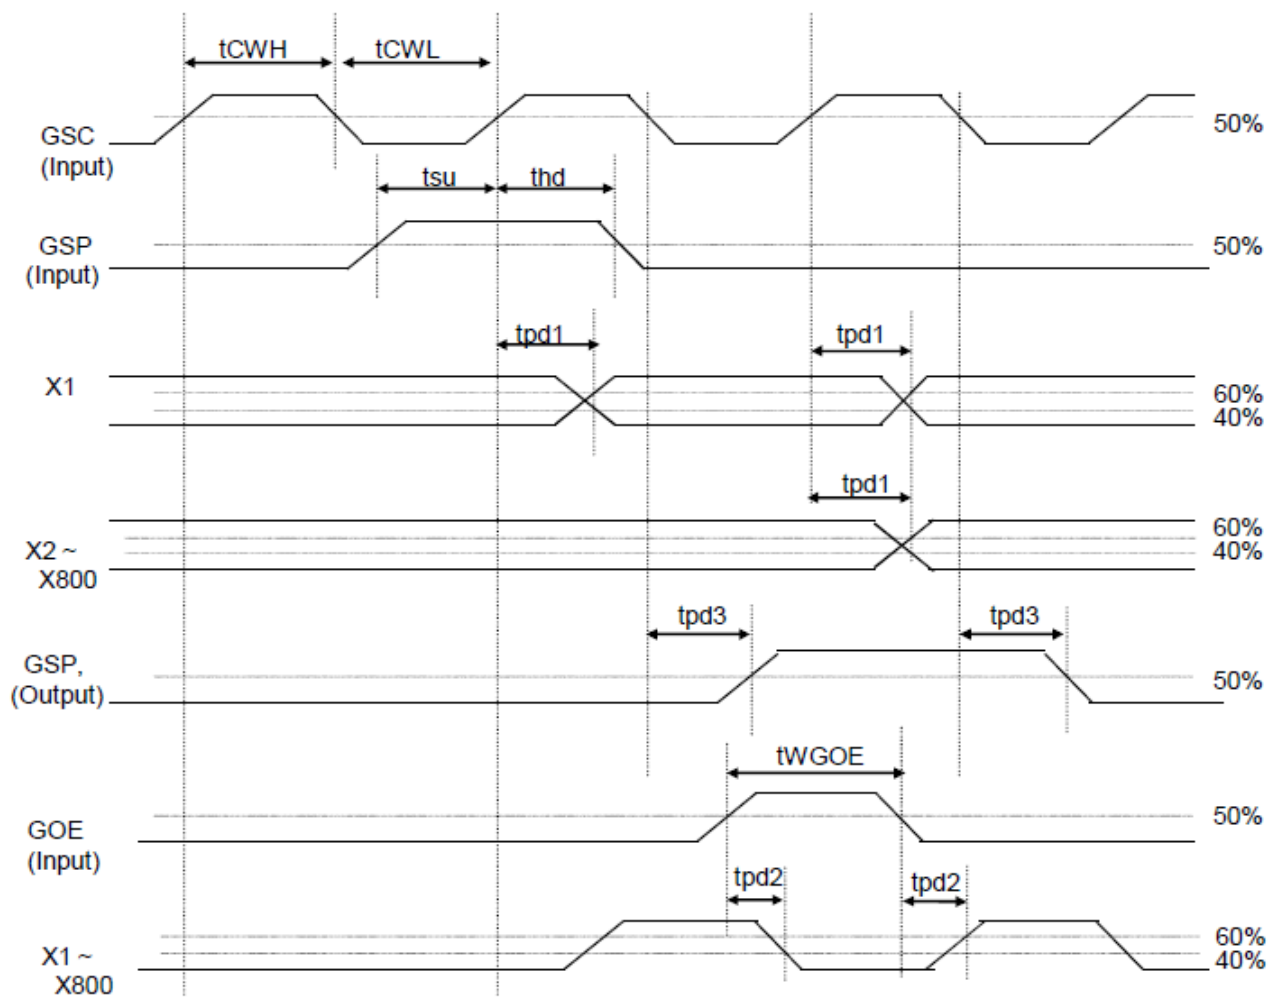 tCWH
tCWL
GSC
(Input)
50%
tsu
thd
GSP
(Input)
50%
tpd1
tpd1
X1
60%
40%
tpd1
X2 ~
X800
60%
40%
tpd3
tpd3
GSP,
(Output)
50%
tWGOE
GOE
(Input)
50%
tpd2
tpd2
X1 ~
X800
60%
40%